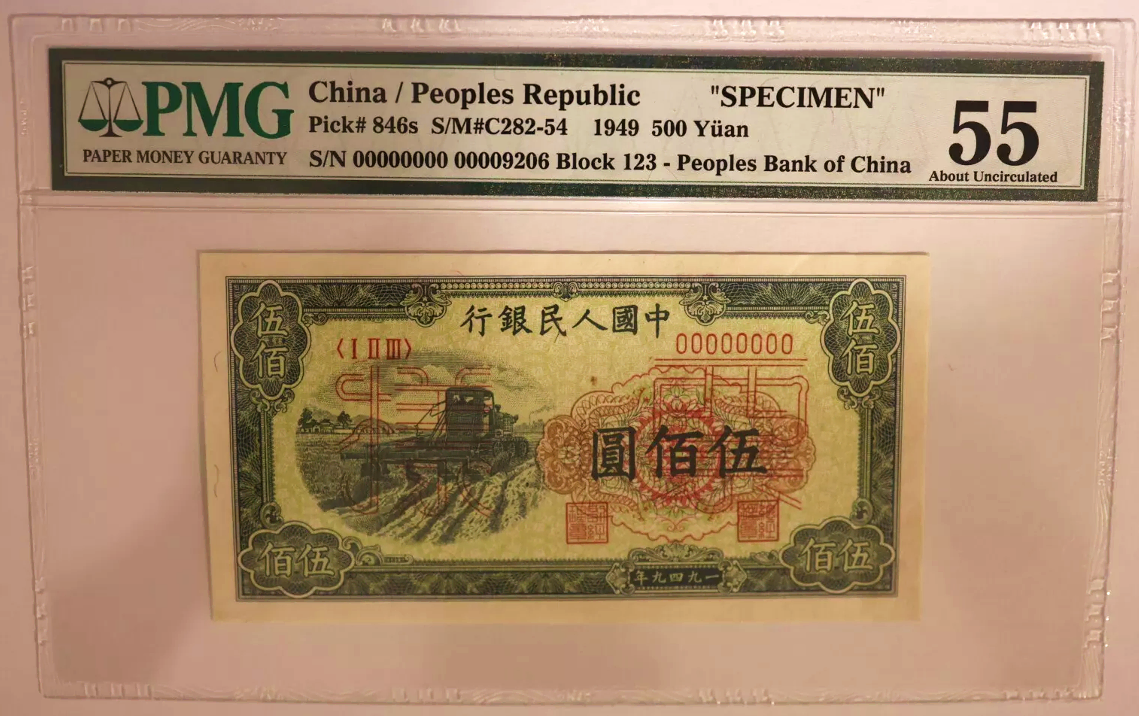 PMG
PAPER MONEY GUARANTY
China / Peoples Republic "SPECIMEN"
Pick# 846s S/M#C282-54 1949 500 Yüan
S/N 00000000 00009206 Block 123 - Peoples Bank of China
55
About Uncirculated
中國人民銀行
伍佰
伍佰
〈I II III〉
00000000
伍佰圓
伍佰
伍佰
一九四九年